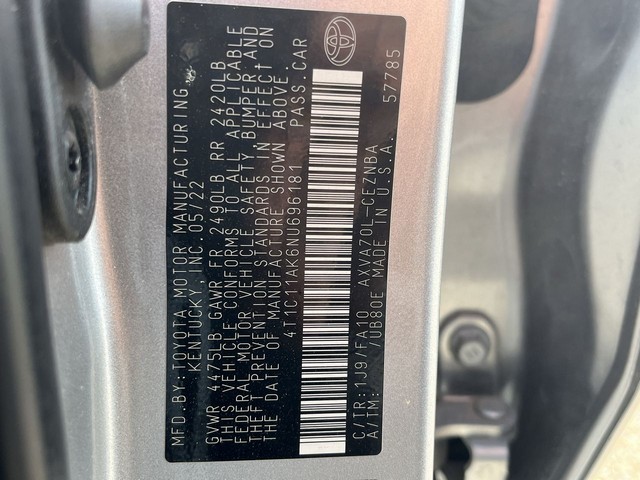 MFD.BY:TOYOTA MOTOR MANUFACTURING,
KENTUCKY, INC. 05/22
GVWR 4475LB GAWR FR 2490LB RR 2420LB
THIS VEHICLE CONFORMS TO ALL APPLICABLE
FEDERAL MOTOR VEHICLE SAFETY, BUMPER, AND
THEFT PREVENTION STANDARDS IN EFFECT ON
THE DATE OF MANUFACTURE SHOWN ABOVE.
4T1C11AK6NU696181 PASS.CAR
C/TR:1J9/FA10 AXVA70L-CEZNBA
A/TM: /UB80E MADE IN U.S.A. 57785